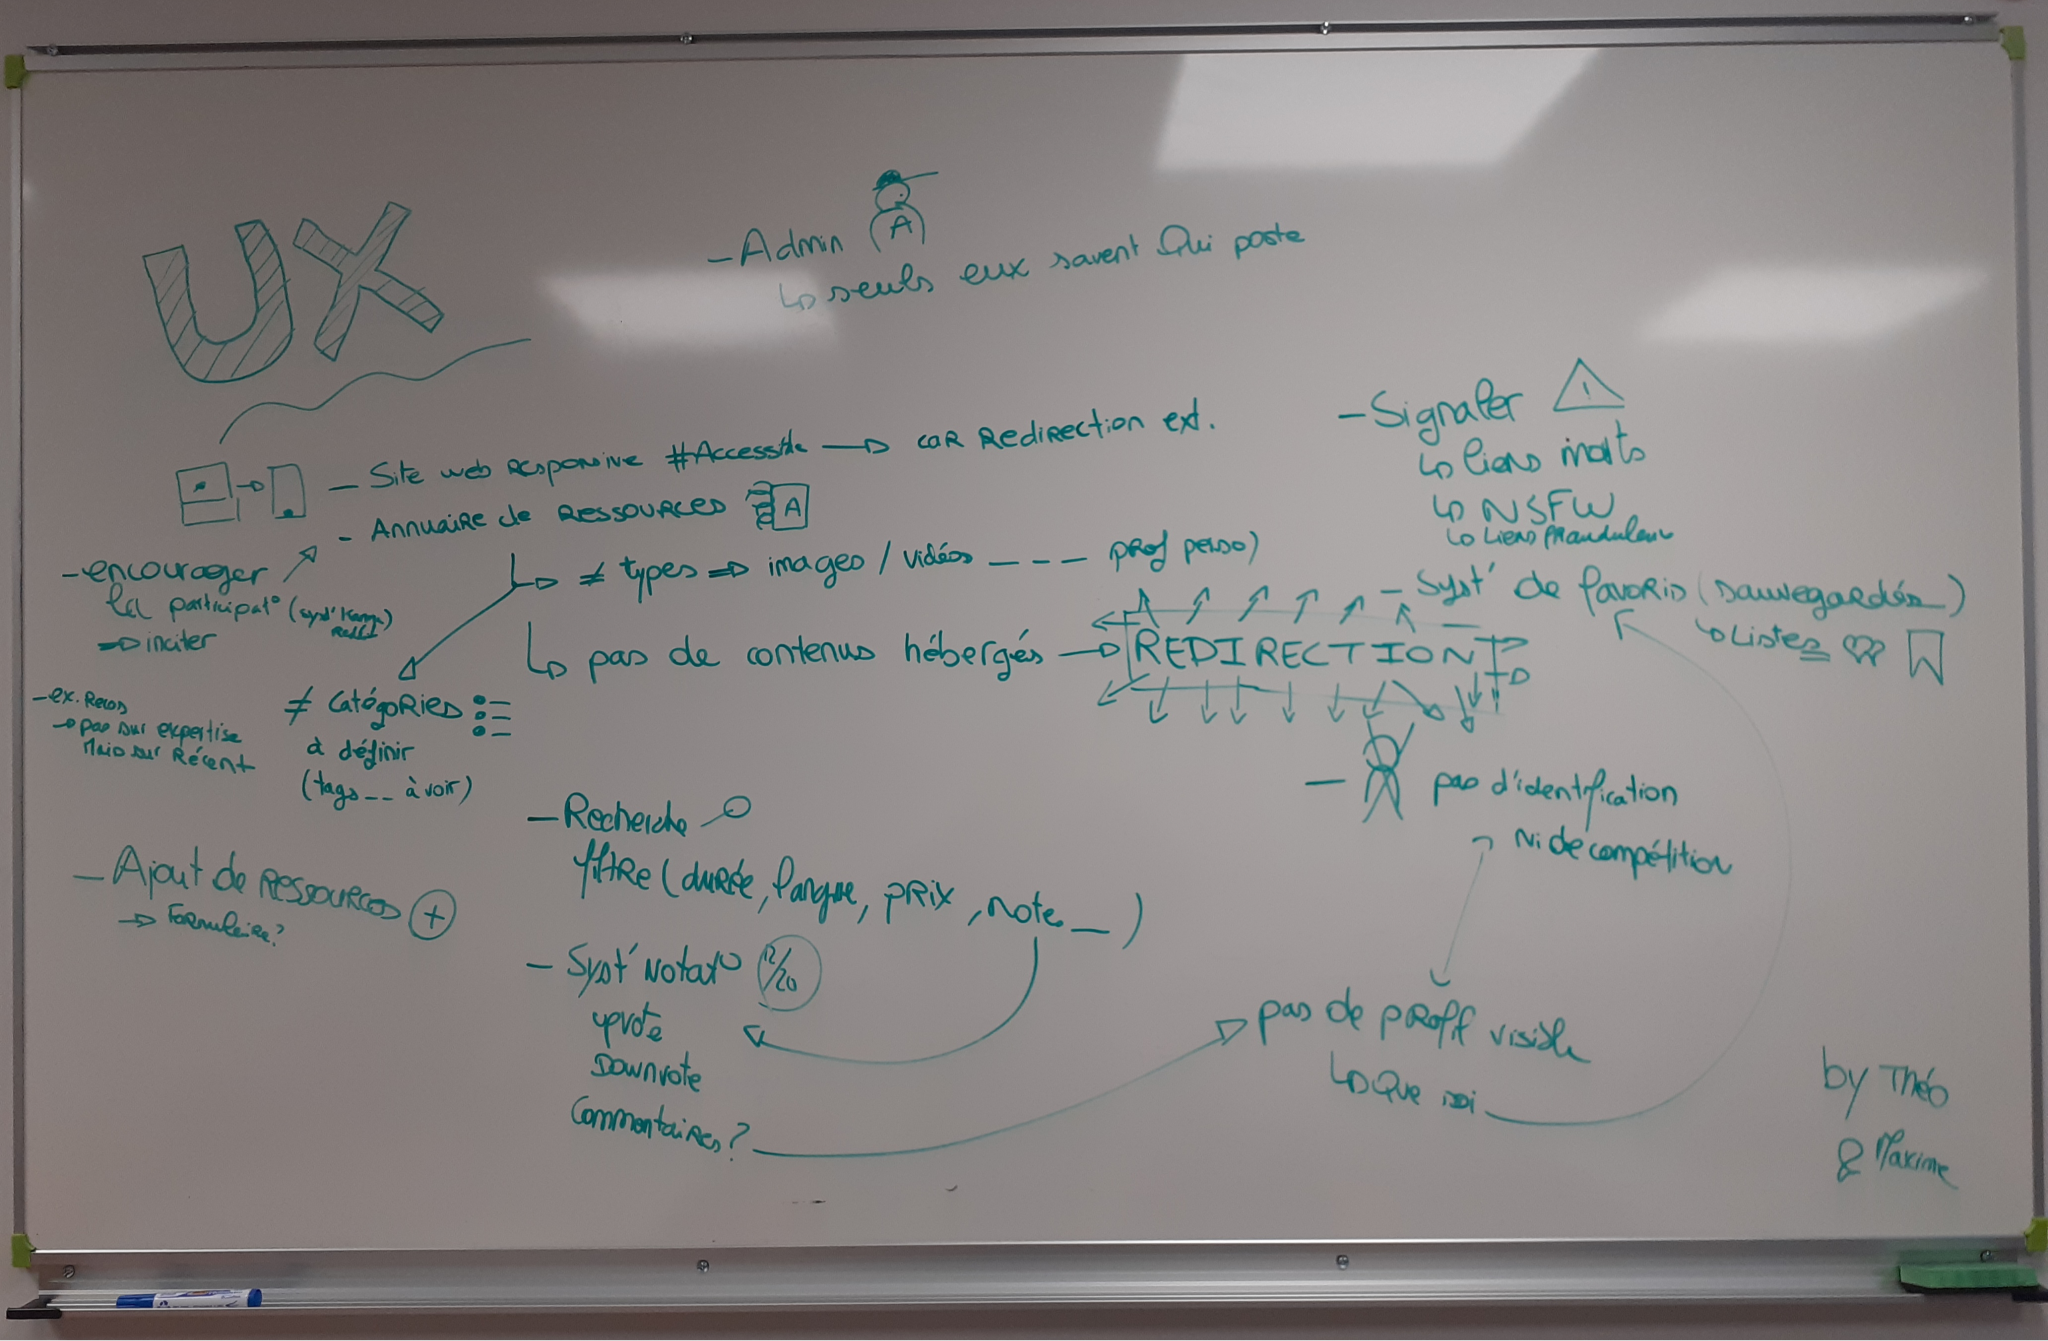 UX
- Admin A
↳ seuls eux savent Qui poste
- Site web responsive #Accessible → car Redirection ext.
- Annuaire de Ressources A
↳ ≠ types ⇒ images / vidéos --- prof perso)
↳ pas de contenus hébergés → REDIRECTION
- encourager
la participat° (syst' Karma
Reddit)
→ inciter
- ex. Recos
→ pas sur expertise
Mais sur Récent
≠ catégories
à définir
(tags -- à voir)
- Ajout de Ressources +
→ Formulaire?
- Recherche
filtre (durée, langue, prix, note _)
- Syst' Notat° 12/20
upvote
Downvote
Commentaires?
- Signaler !
↳ liens morts
↳ NSFW
↳ Liens frauduleux
- Syst' de favoris (sauvegardés)
↳ Listes
- pas d'identification
Ni de compétition
pas de profil visible
↳ Que soi
by Théo
& Maxime